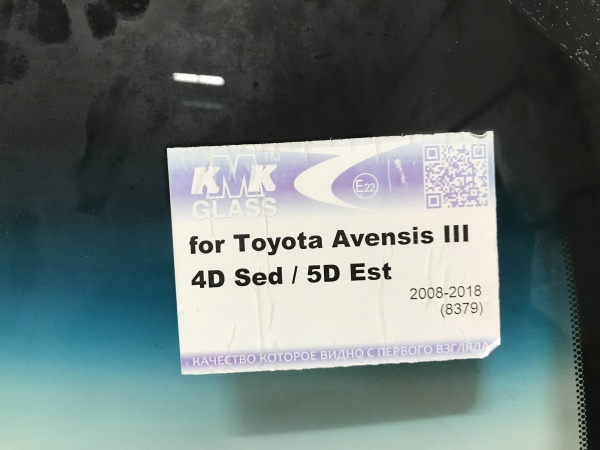 KMK TM
GLASS
E22
for Toyota Avensis III
4D Sed / 5D Est
2008-2018
(8379)
КАЧЕСТВО КОТОРОЕ ВИДНО С ПЕРВОГО ВЗГЛЯДА